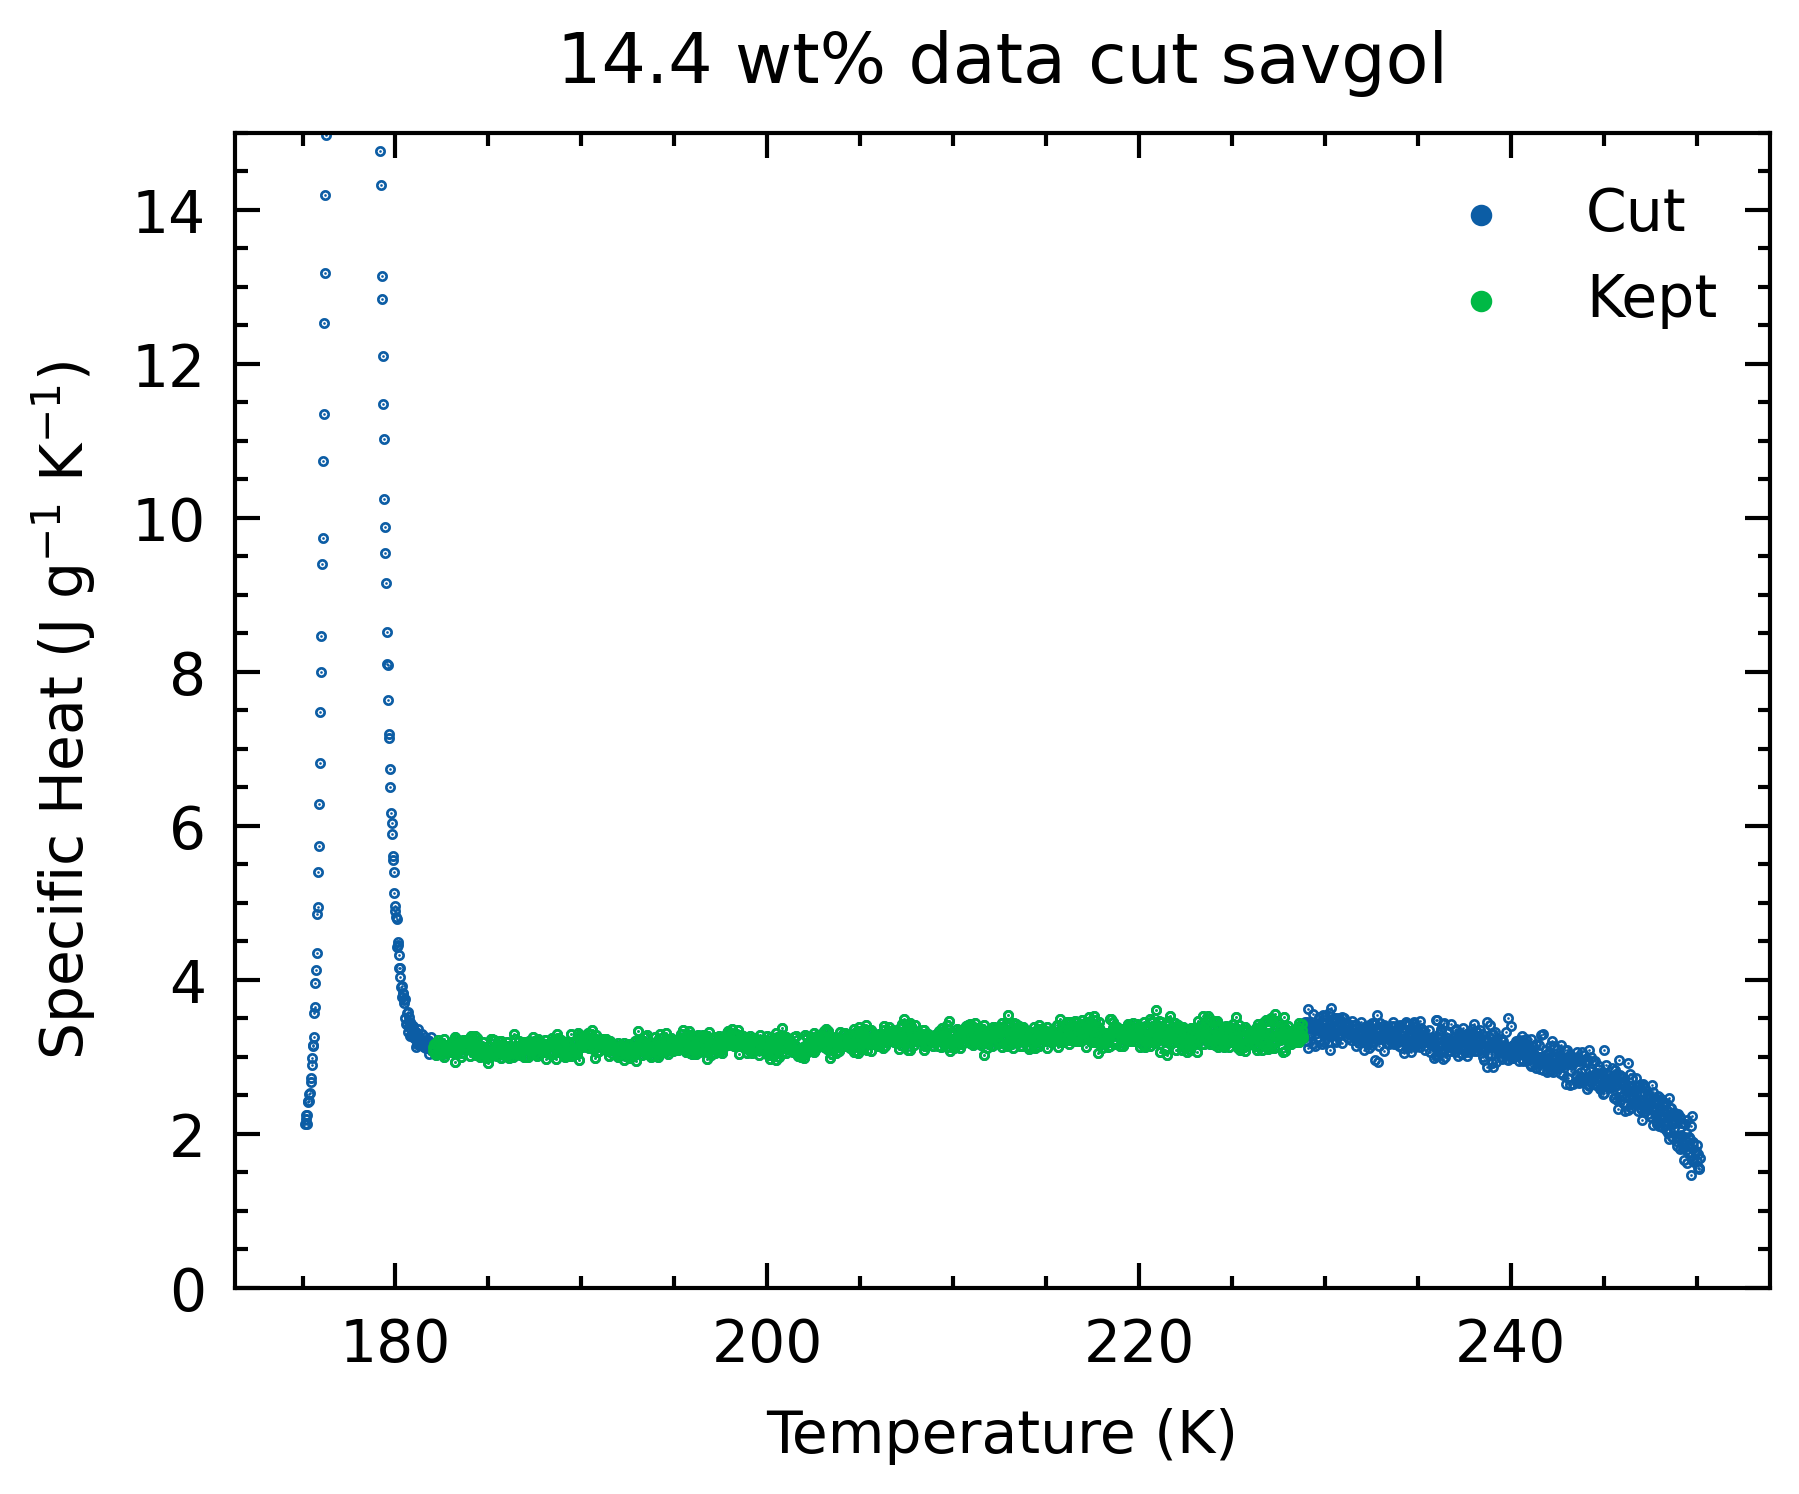 14.4 wt% data cut savgol
Specific Heat (J g⁻¹ K⁻¹)
14
12
10
8
6
4
2
0
Cut
Kept
180 200 220 240
Temperature (K)